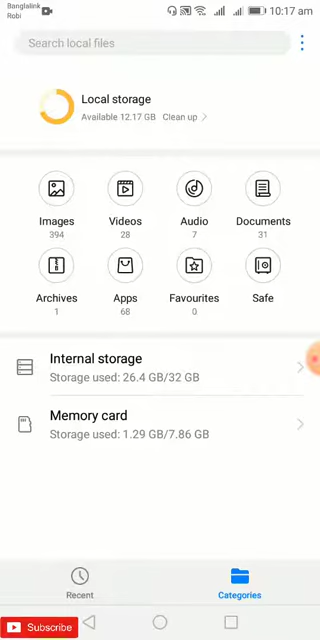 Banglalink
Robi
10:17 am
Search local files
Local storage
Available 12.17 GB Clean up
Images
394
Videos
28
Audio
7
Documents
31
Archives
1
Apps
68
Favourites
0
Safe
Internal storage
Storage used: 26.4 GB/32 GB
Memory card
Storage used: 1.29 GB/7.86 GB
Recent
Categories
Subscribe